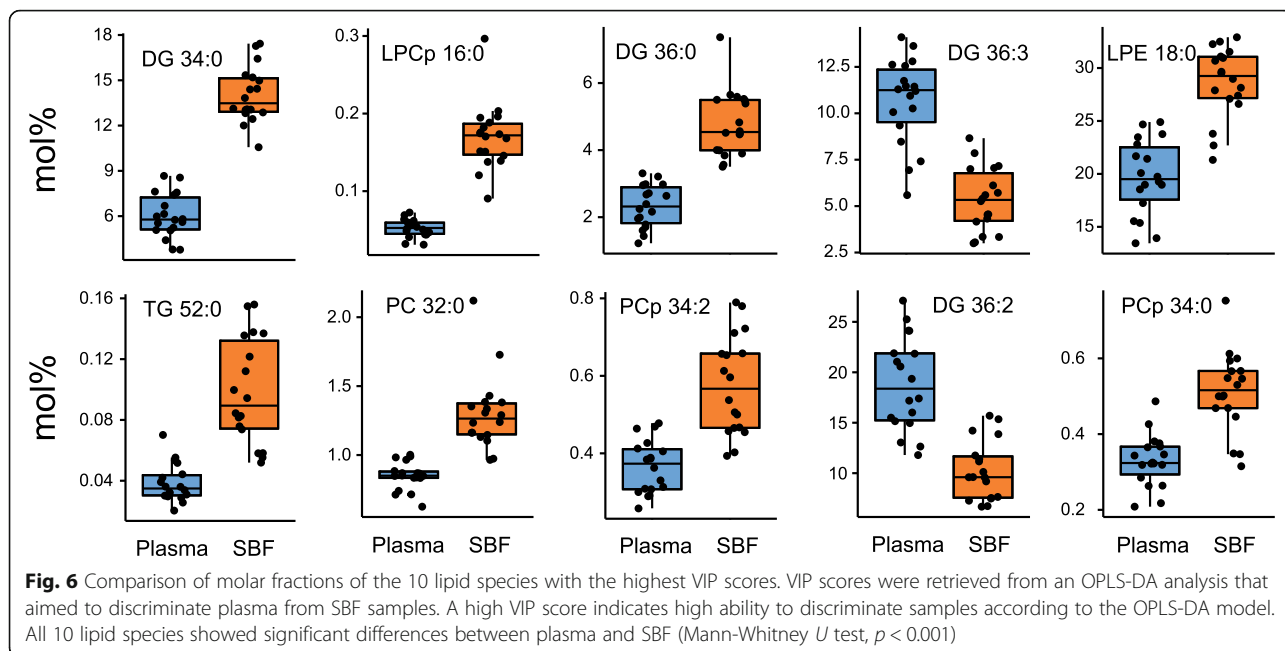 mol%
18
15
12
9
6
DG 34:0
0.3
0.2
0.1
LPCp 16:0
6
4
2
DG 36:0
12.5
10.0
7.5
5.0
2.5
DG 36:3
30
25
20
15
LPE 18:0
mol%
0.16
0.12
0.08
0.04
TG 52:0
2.0
1.5
1.0
PC 32:0
0.8
0.6
0.4
PCp 34:2
25
20
15
10
DG 36:2
0.6
0.4
0.2
PCp 34:0
Plasma SBF Plasma SBF Plasma SBF Plasma SBF Plasma SBF
Fig. 6 Comparison of molar fractions of the 10 lipid species with the highest VIP scores. VIP scores were retrieved from an OPLS-DA analysis that
aimed to discriminate plasma from SBF samples. A high VIP score indicates high ability to discriminate samples according to the OPLS-DA model.
All 10 lipid species showed significant differences between plasma and SBF (Mann-Whitney U test, p < 0.001)